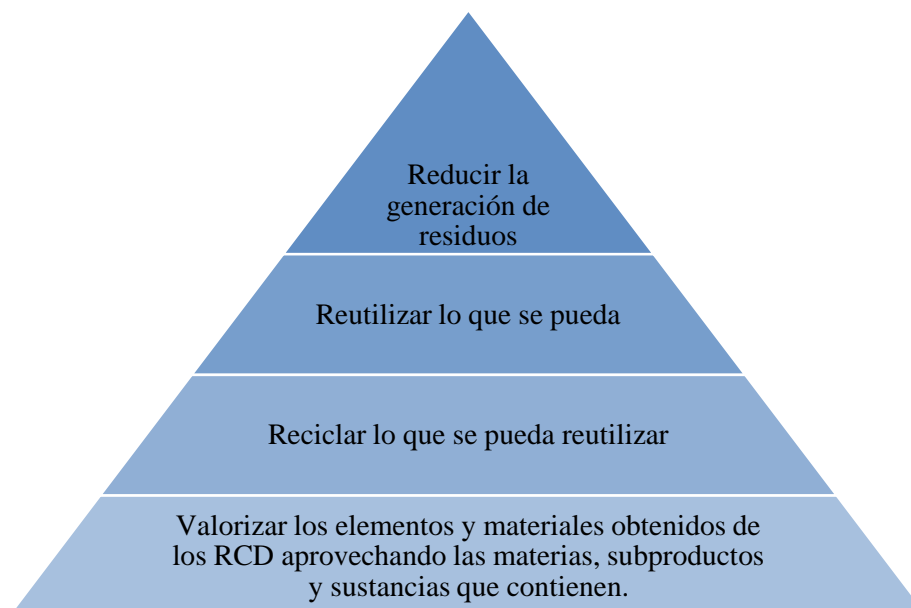 Reducir la
generación de
residuos
Reutilizar lo que se pueda
Reciclar lo que se pueda reutilizar
Valorizar los elementos y materiales obtenidos de
los RCD aprovechando las materias, subproductos
y sustancias que contienen.